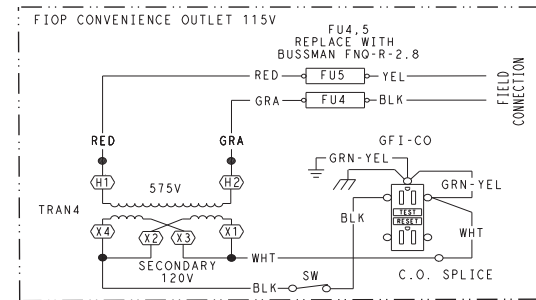 FIOP CONVENIENCE OUTLET 115V
FU4,5
REPLACE WITH
BUSSMAN FNQ-R-2.8
RED FU5 YEL
GRA FU4 BLK
FIELD
CONNECTION
RED GRA
GFI-CO
GRN-YEL
H1 575V H2
GRN-YEL
TRAN4
TEST
RESET
BLK
X4 X2 X3 X1
WHT
WHT
SECONDARY
120V
SW
C.O. SPLICE
BLK